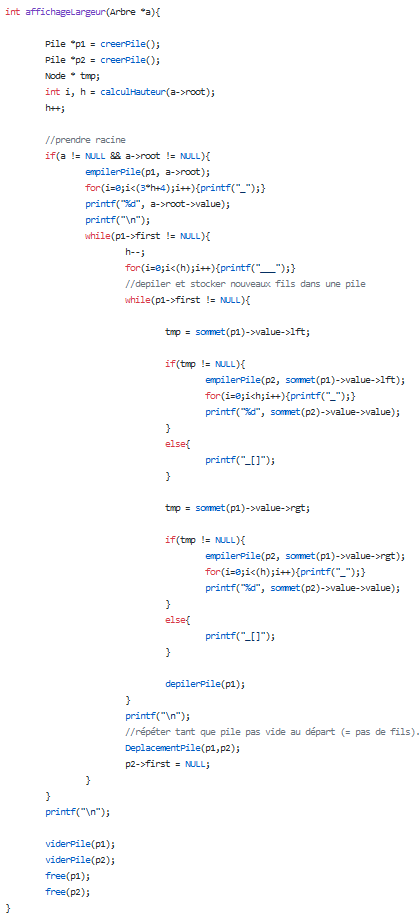 int affichageLargeur(Arbre *a){
Pile *p1 = creerPile();
Pile *p2 = creerPile();
Node * tmp;
int i, h = calculHauteur(a->root);
h++;
//prendre racine
if(a != NULL && a->root != NULL){
empilerPile(p1, a->root);
for(i=0;i<(3*h+4);i++){printf("_");}
printf("%d", a->root->value);
printf("\n");
while(p1->first != NULL){
h--;
for(i=0;i<(h);i++){printf("___");}
//depiler et stocker nouveaux fils dans une pile
while(p1->first != NULL){
tmp = sommet(p1)->value->lft;
if(tmp != NULL){
empilerPile(p2, sommet(p1)->value->lft);
for(i=0;i<h;i++){printf("_");}
printf("%d", sommet(p2)->value->value);
}
else{
printf("_[]");
}
tmp = sommet(p1)->value->rgt;
if(tmp != NULL){
empilerPile(p2, sommet(p1)->value->rgt);
for(i=0;i<(h);i++){printf("_");}
printf("%d", sommet(p2)->value->value);
}
else{
printf("_[]");
}
depilerPile(p1);
}
printf("\n");
//répéter tant que pile pas vide au départ (= pas de fils).
DeplacementPile(p1,p2);
p2->first = NULL;
}
}
printf("\n");
viderPile(p1);
viderPile(p2);
free(p1);
free(p2);
}